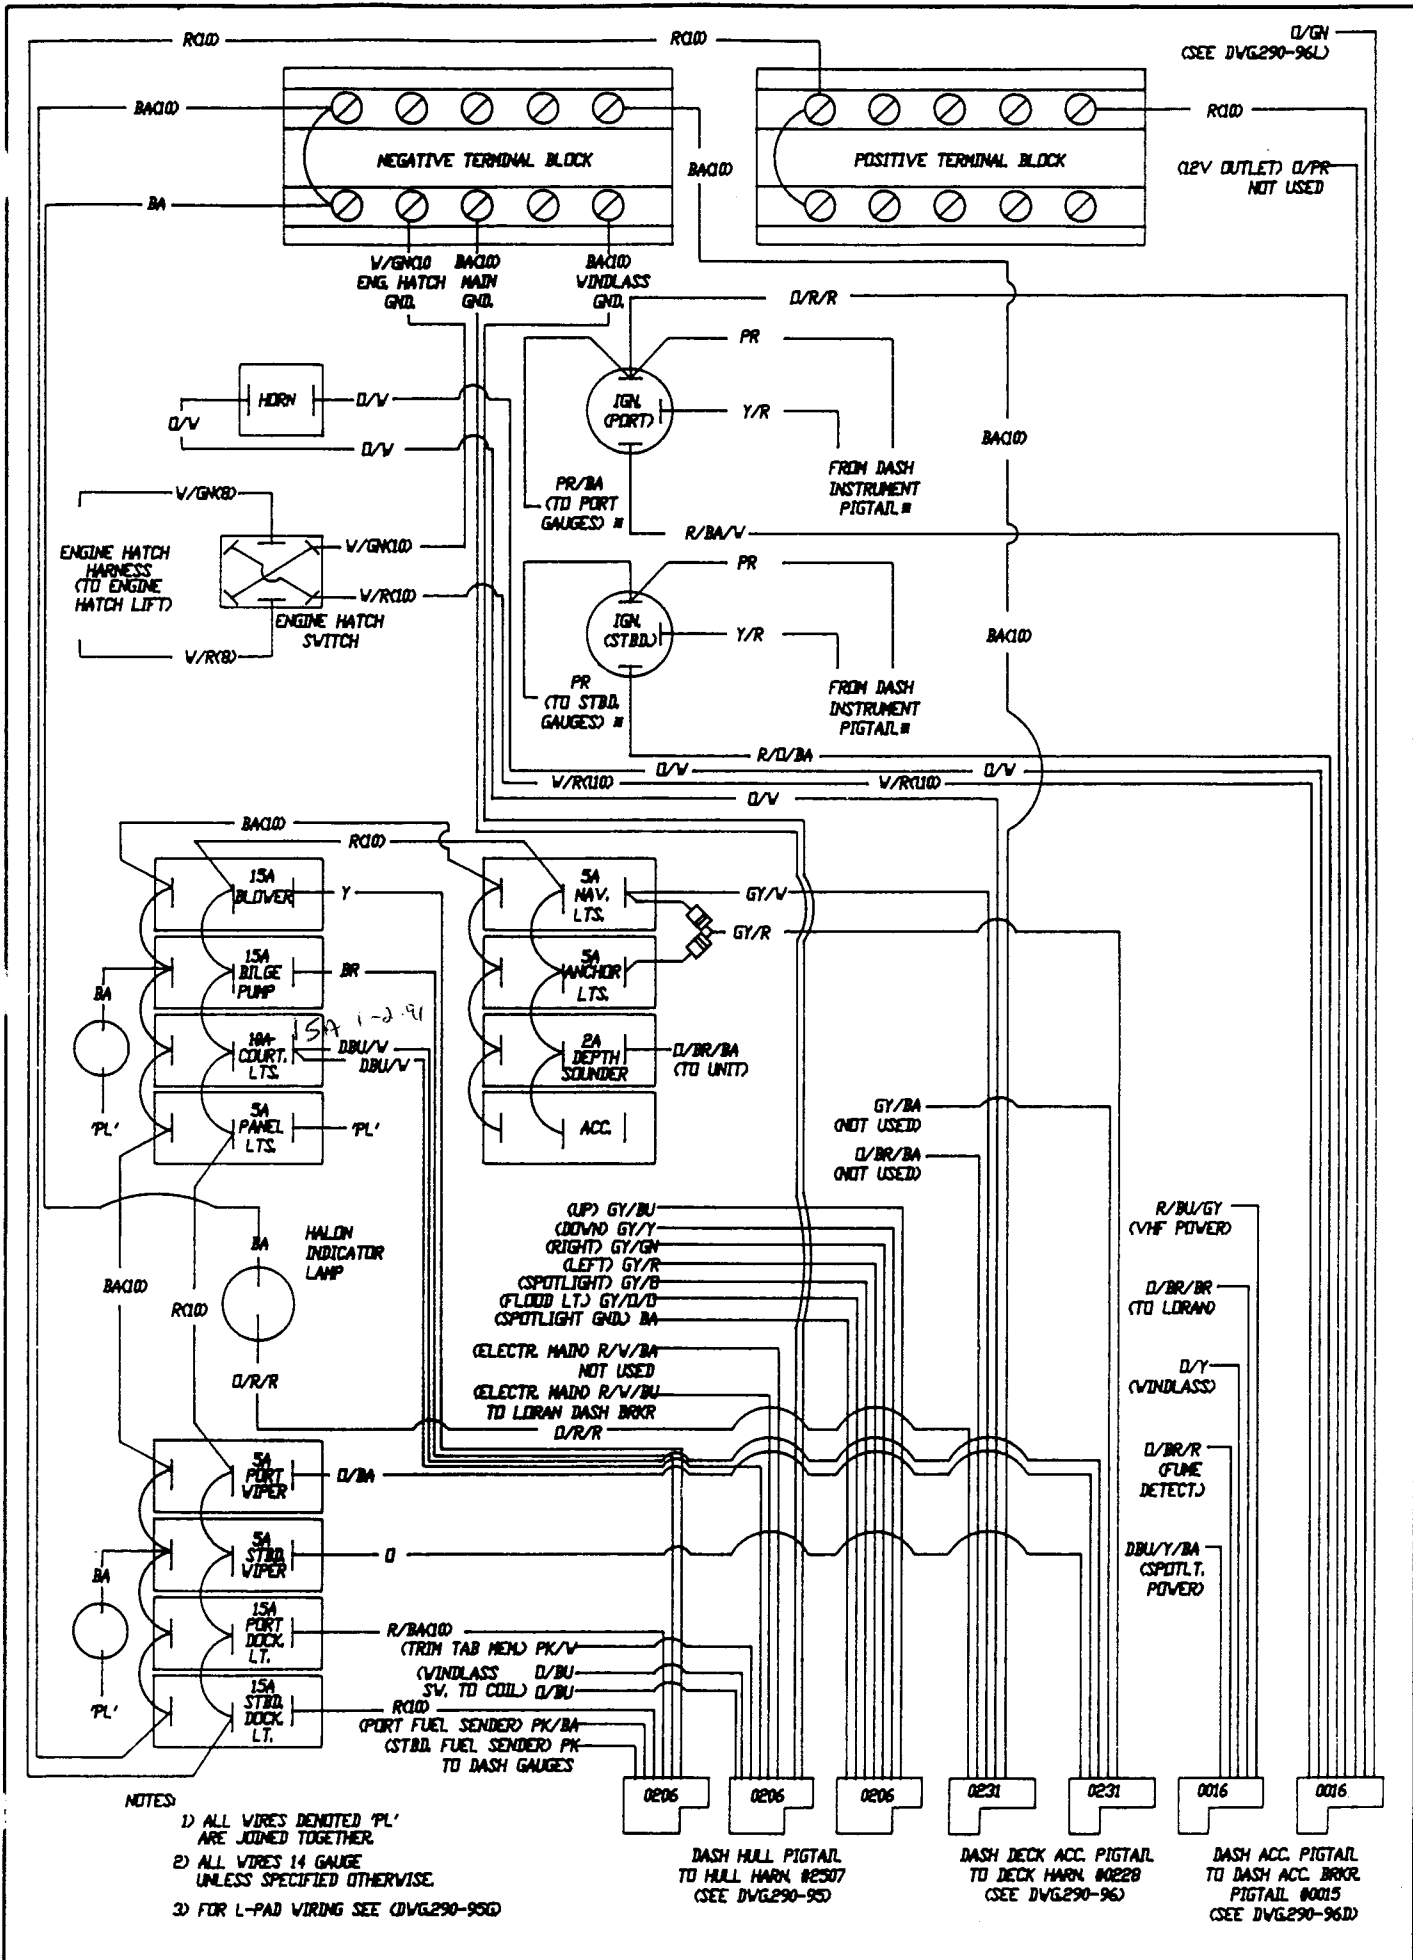 R(10)
R(10)
O/GN
(SEE DWG.290-96L)
BA(10)
R(10)
NEGATIVE TERMINAL BLOCK
BA(10)
POSITIVE TERMINAL BLOCK
(12V OUTLET) O/PR
NOT USED
BA
W/GN(10
ENG. HATCH
GND.
BA(10)
MAIN
GND.
BA(10)
WINDLASS
GND.
O/R/R
PR
HORN
O/W
O/W
O/W
IGN.
(PORT)
Y/R
BA(10)
FROM DASH
INSTRUMENT
PIGTAIL *
PR/BA
(TO PORT
GAUGES) *
W/GN(8)
R/BA/W
ENGINE HATCH
HARNESS
(TO ENGINE
HATCH LIFT)
W/GN(10)
W/R(10)
ENGINE HATCH
SWITCH
W/R(8)
PR
IGN.
(STBD.)
Y/R
BA(10)
PR
(TO STBD.
GAUGES) *
FROM DASH
INSTRUMENT
PIGTAIL *
R/O/BA
O/W
O/W
W/R(10)
W/R(10)
O/W
BA(10)
R(10)
15A
BLOWER
Y
5A
NAV.
LTS.
GY/W
GY/R
15A
BILGE
PUMP
BR
5A
ANCHOR
LTS.
BA
15A 1-2-91
10A
COURT.
LTS.
DBU/W
DBU/W
2A
DEPTH
SOUNDER
O/BR/BA
(TO UNIT)
'PL'
5A
PANEL
LTS.
'PL'
ACC.
GY/BA
(NOT USED)
O/BR/BA
(NOT USED)
(UP) GY/BU
(DOWN) GY/Y
(RIGHT) GY/GN
(LEFT) GY/R
(SPOTLIGHT) GY/O
(FLOOD LT.) GY/O/O
(SPOTLIGHT GND.) BA
R/BU/GY
(VHF POWER)
BA
HALON
INDICATOR
LAMP
BA(10)
R(10)
O/BR/BR
(TO LORAN)
(ELECTR. MAIN) R/W/BA
NOT USED
(ELECTR. MAIN) R/W/BU
TO LORAN DASH BRKR
O/R/R
O/R/R
O/Y
(WINDLASS)
5A
PORT
WIPER
O/BA
O/BR/R
(FUME
DETECT.)
5A
STBD.
WIPER
O
BA
DBU/Y/BA
(SPOTLT.
POWER)
15A
PORT
DOCK.
LT.
R/BA(10)
(TRIM TAB MEM.) PK/W
(WINDLASS O/BU
SW. TO COIL) O/BU
'PL'
15A
STBD.
DOCK.
LT.
R(10)
(PORT FUEL SENDER) PK/BA
(STBD. FUEL SENDER) PK
TO DASH GAUGES
0206
0206
0206
0231
0231
0016
0016
NOTES:
1) ALL WIRES DENOTED 'PL'
ARE JOINED TOGETHER.
2) ALL WIRES 14 GAUGE
UNLESS SPECIFIED OTHERWISE.
3) FOR L-PAD WIRING SEE (DWG.290-95G)
DASH HULL PIGTAIL
TO HULL HARN. #2507
(SEE DWG.290-95)
DASH DECK ACC. PIGTAIL
TO DECK HARN. #0228
(SEE DWG.290-96)
DASH ACC. PIGTAIL
TO DASH ACC. BRKR.
PIGTAIL #0015
(SEE DWG.290-96D)